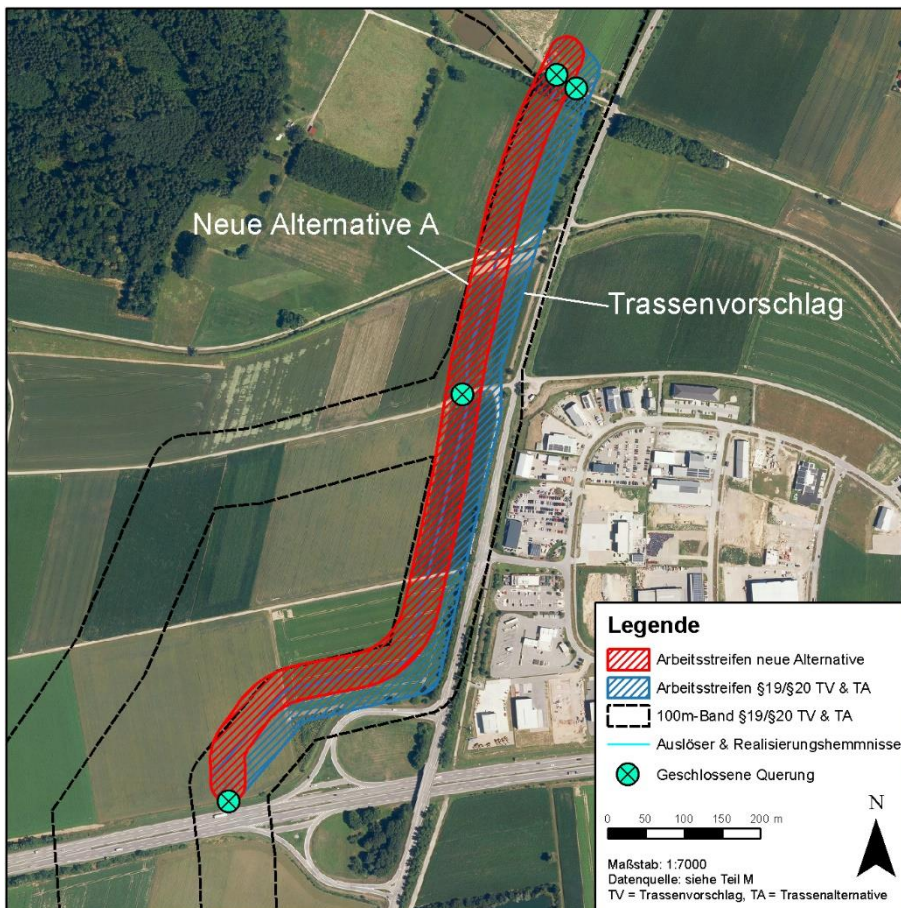 Neue Alternative A
Trassenvorschlag
Legende
Arbeitsstreifen neue Alternative
Arbeitsstreifen §19/§20 TV & TA
100m-Band §19/§20 TV & TA
Auslöser & Realisierungshemmnisse
Geschlossene Querung
0 50 100 150 200 m
N
Maßstab: 1:7000
Datenquelle: siehe Teil M
TV = Trassenvorschlag, TA = Trassenalternative